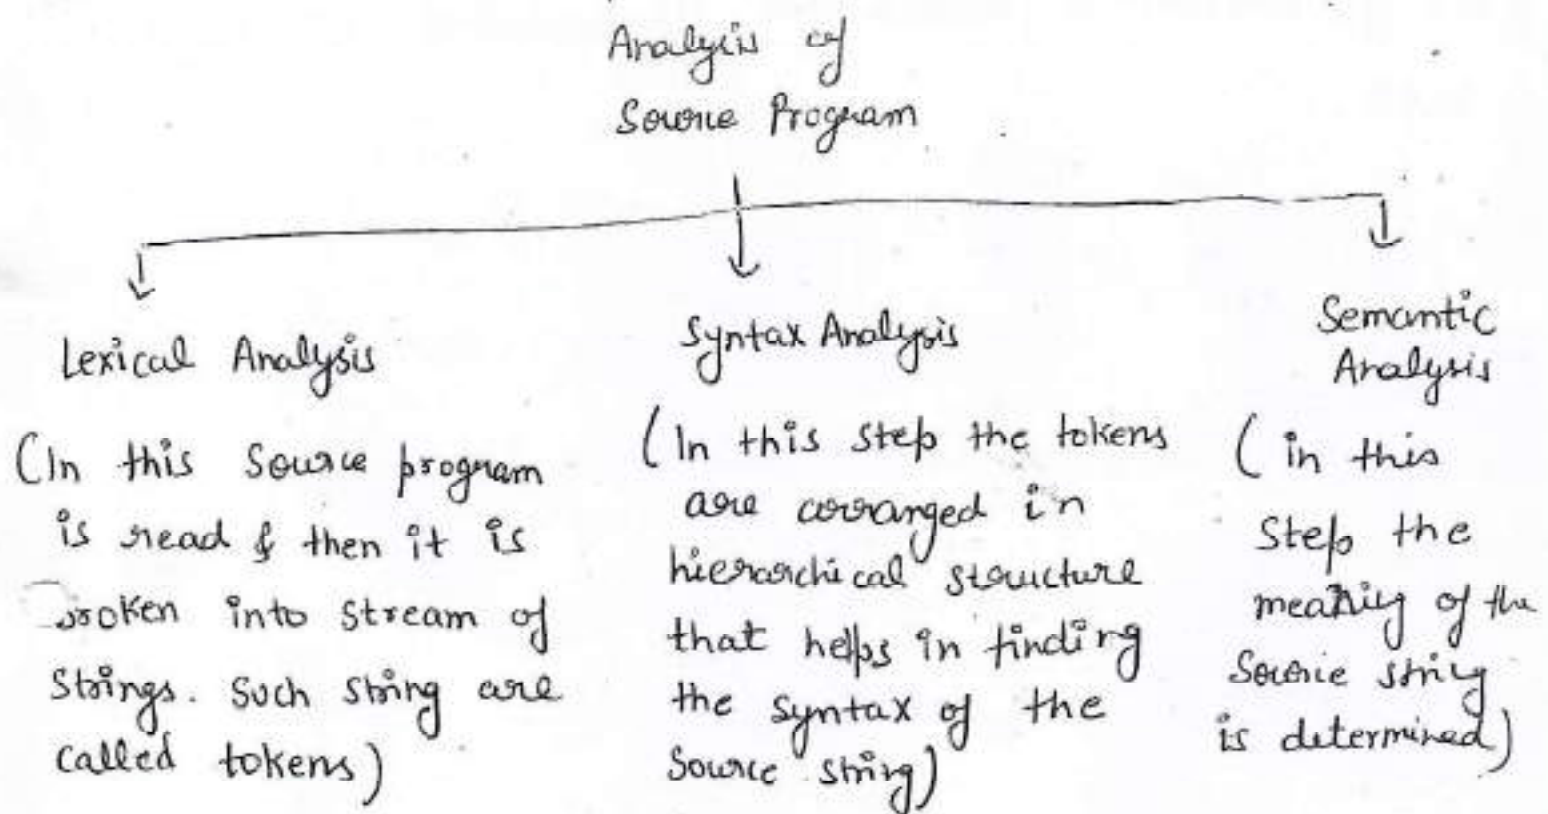 Analysis of
Source Program
Lexical Analysis
(In this Source program
is read & then it is
broken into stream of
strings. Such string are
called tokens)
Syntax Analysis
(In this step the tokens
are arranged in
hierarchical structure
that helps in finding
the syntax of the
Source string)
Semantic
Analysis
(in this
step the
meaning of the
Source string
is determined)